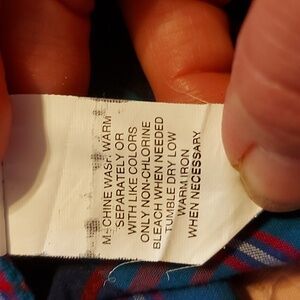 MACHINE WASH WARM
SEPARATELY OR
WITH LIKE COLORS
ONLY NON-CHLORINE
BLEACH WHEN NEEDED
TUMBLE DRY LOW
WARM IRON
WHEN NECESSARY